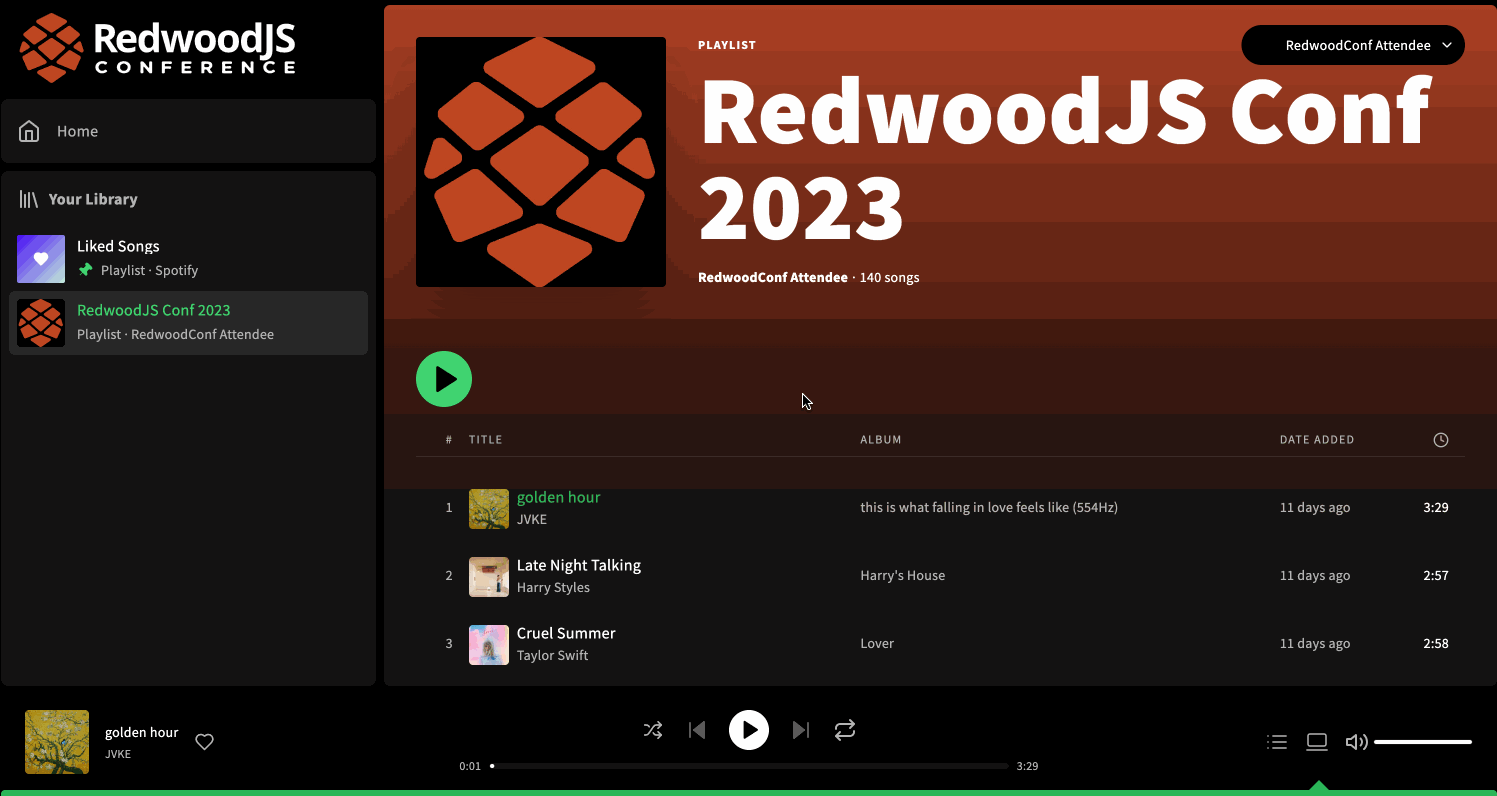 RedwoodJS
CONFERENCE
Home
Your Library
Liked Songs
Playlist · Spotify
RedwoodJS Conf 2023
Playlist · RedwoodConf Attendee
RedwoodConf Attendee
PLAYLIST
RedwoodJS Conf
2023
RedwoodConf Attendee · 140 songs
# TITLE ALBUM DATE ADDED
1 golden hour JVKE this is what falling in love feels like (554Hz) 11 days ago 3:29
2 Late Night Talking Harry Styles Harry's House 11 days ago 2:57
3 Cruel Summer Taylor Swift Lover 11 days ago 2:58
golden hour
JVKE
0:01 3:29